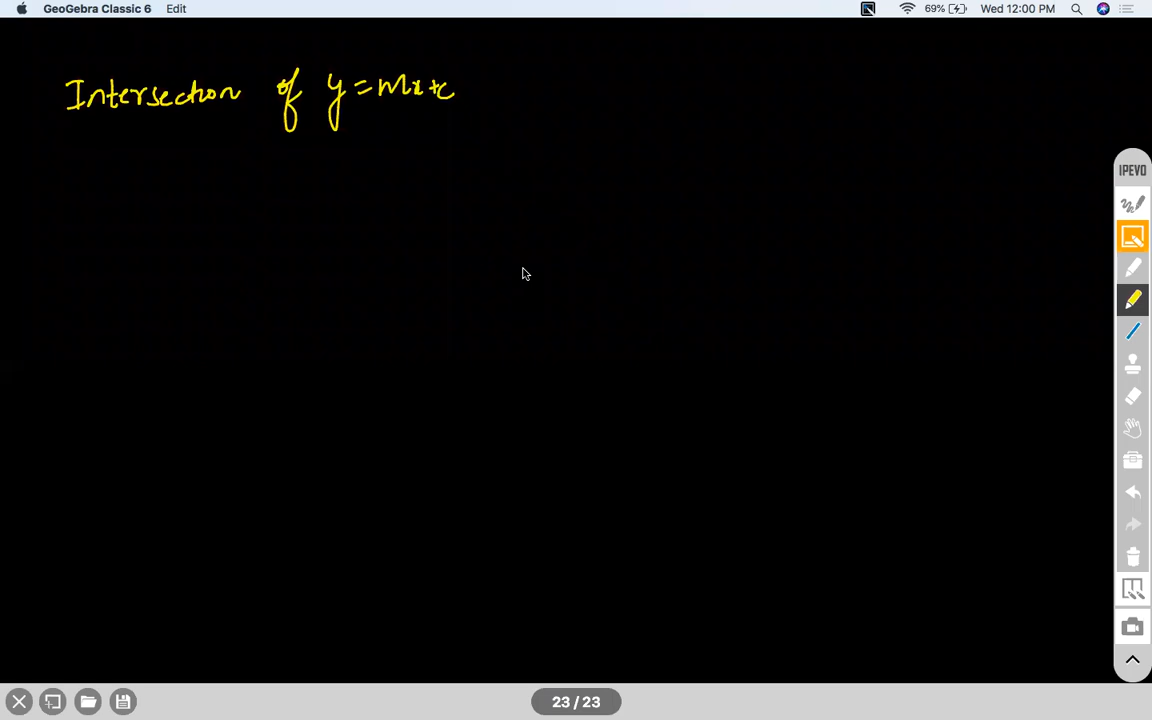 GeoGebra Classic 6 Edit 69% Wed 12:00 PM
Intersection of y = mx + c
IPEVO
23 / 23